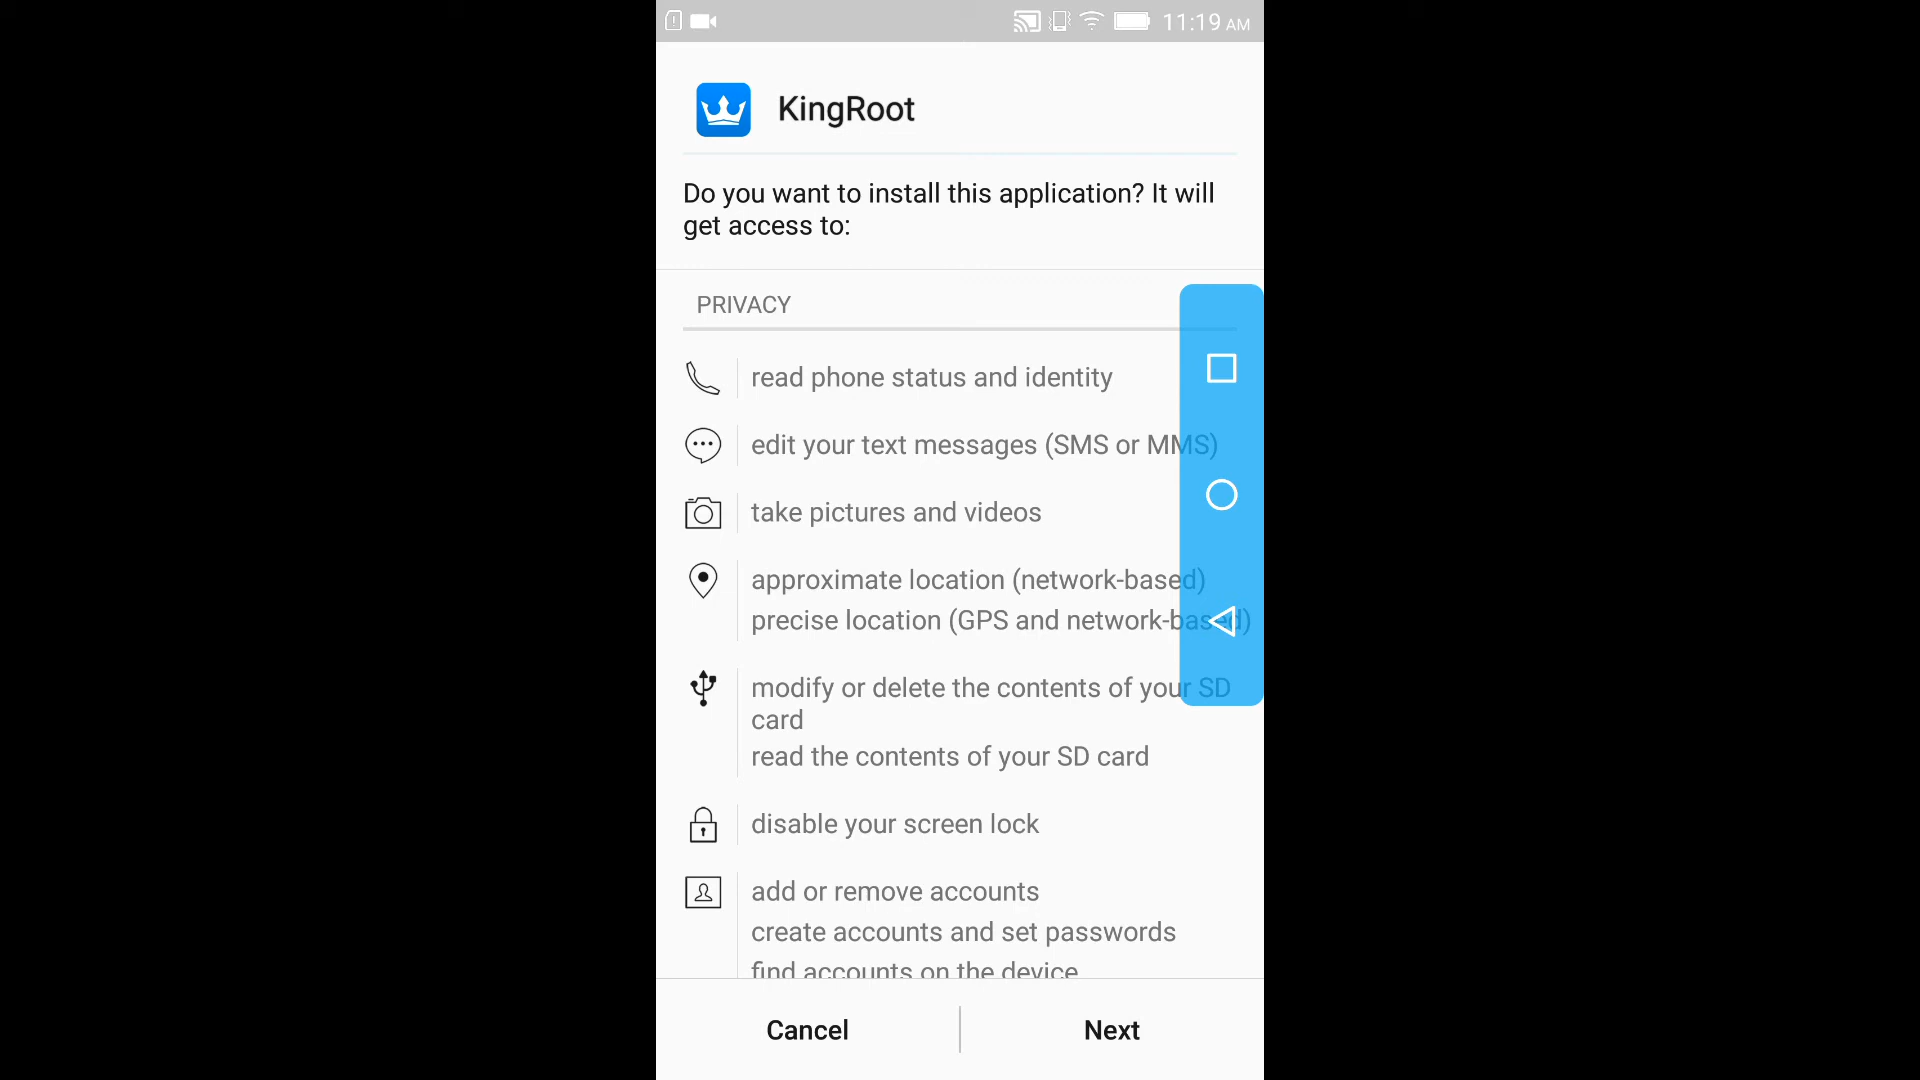 11:19 AM
KingRoot
Do you want to install this application? It will
get access to:
PRIVACY
read phone status and identity
edit your text messages (SMS or MMS)
take pictures and videos
approximate location (network-based)
precise location (GPS and network-based)
modify or delete the contents of your SD
card
read the contents of your SD card
disable your screen lock
add or remove accounts
create accounts and set passwords
find accounts on the device
Cancel
Next